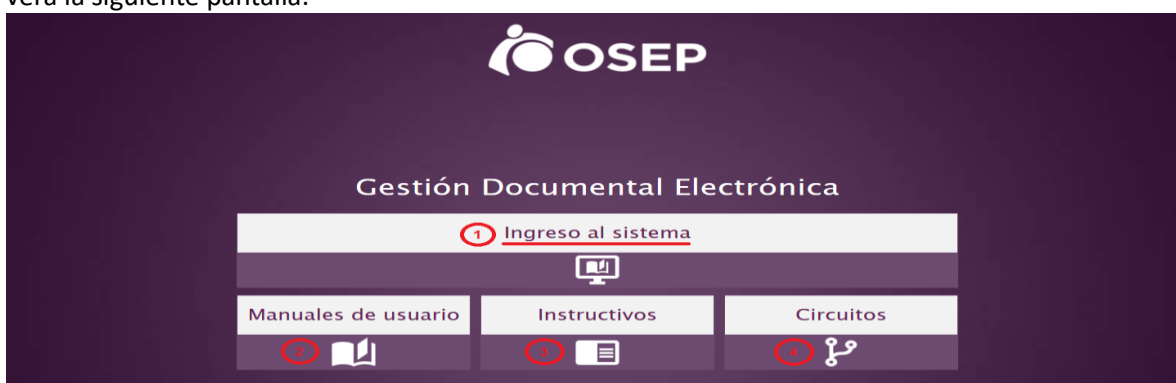 verá la siguiente pantalla:
OSEP
Gestión Documental Electrónica
1 Ingreso al sistema
Manuales de usuario
Instructivos
Circuitos
2
3
4